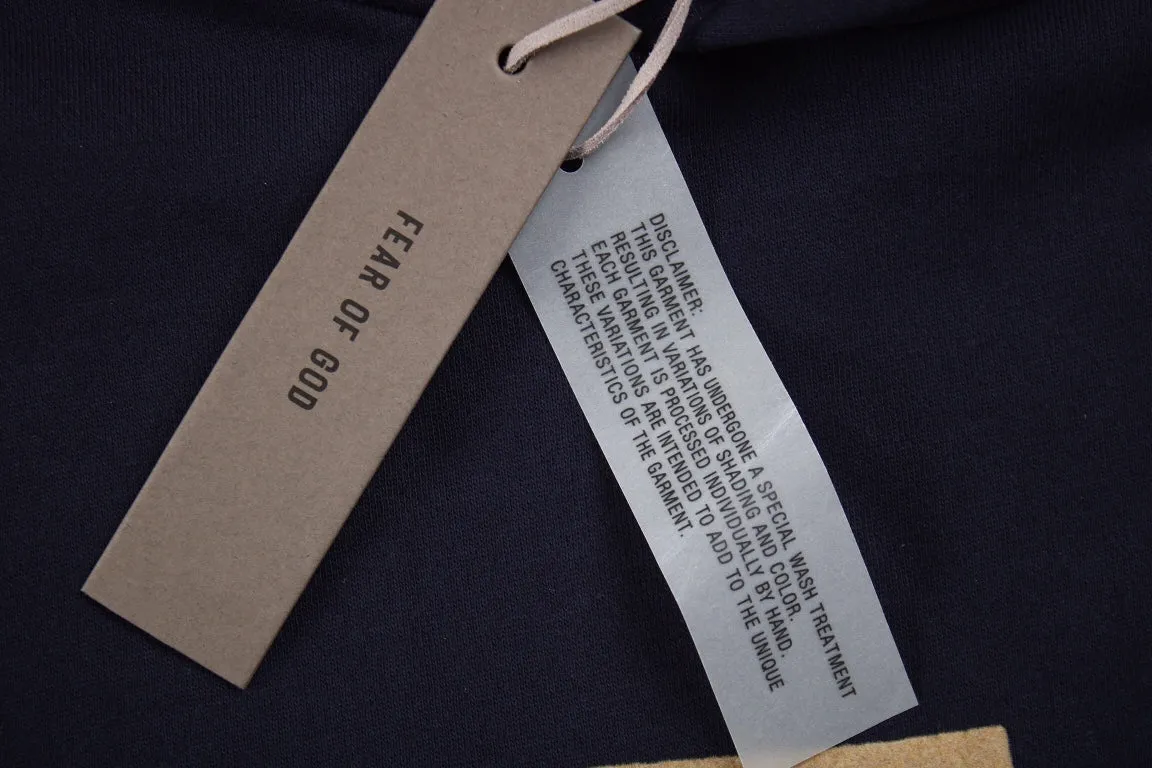 FEAR OF GOD
DISCLAIMER:
THIS GARMENT HAS UNDERGONE A SPECIAL WASH TREATMENT
RESULTING IN VARIATIONS OF SHADING AND COLOR.
EACH GARMENT IS PROCESSED INDIVIDUALLY BY HAND.
THESE VARIATIONS ARE INTENDED TO ADD TO THE UNIQUE
CHARACTERISTICS OF THE GARMENT.